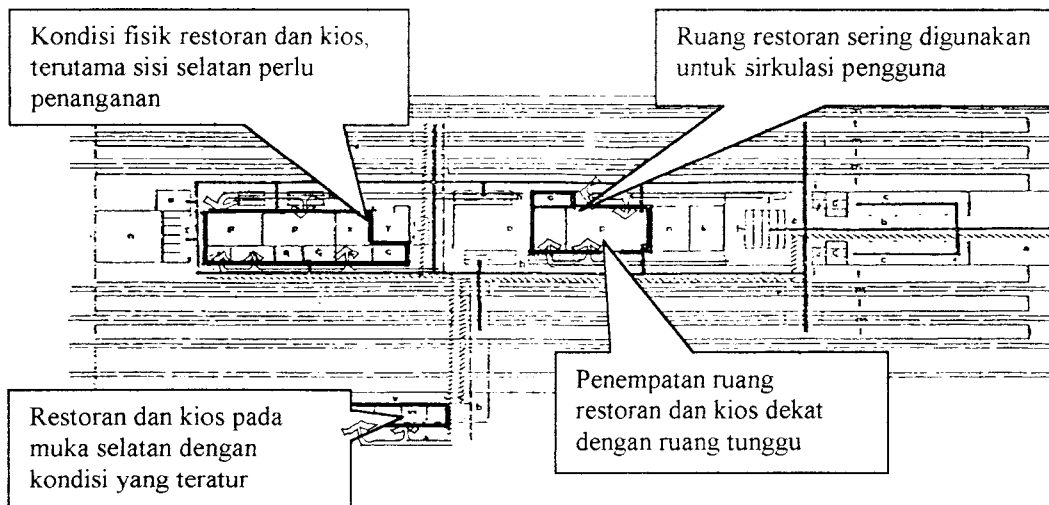 Kondisi fisik restoran dan kios,
terutama sisi selatan perlu
penanganan
Ruang restoran sering digunakan
untuk sirkulasi pengguna
Penempatan ruang
restoran dan kios dekat
dengan ruang tunggu
Restoran dan kios pada
muka selatan dengan
kondisi yang teratur